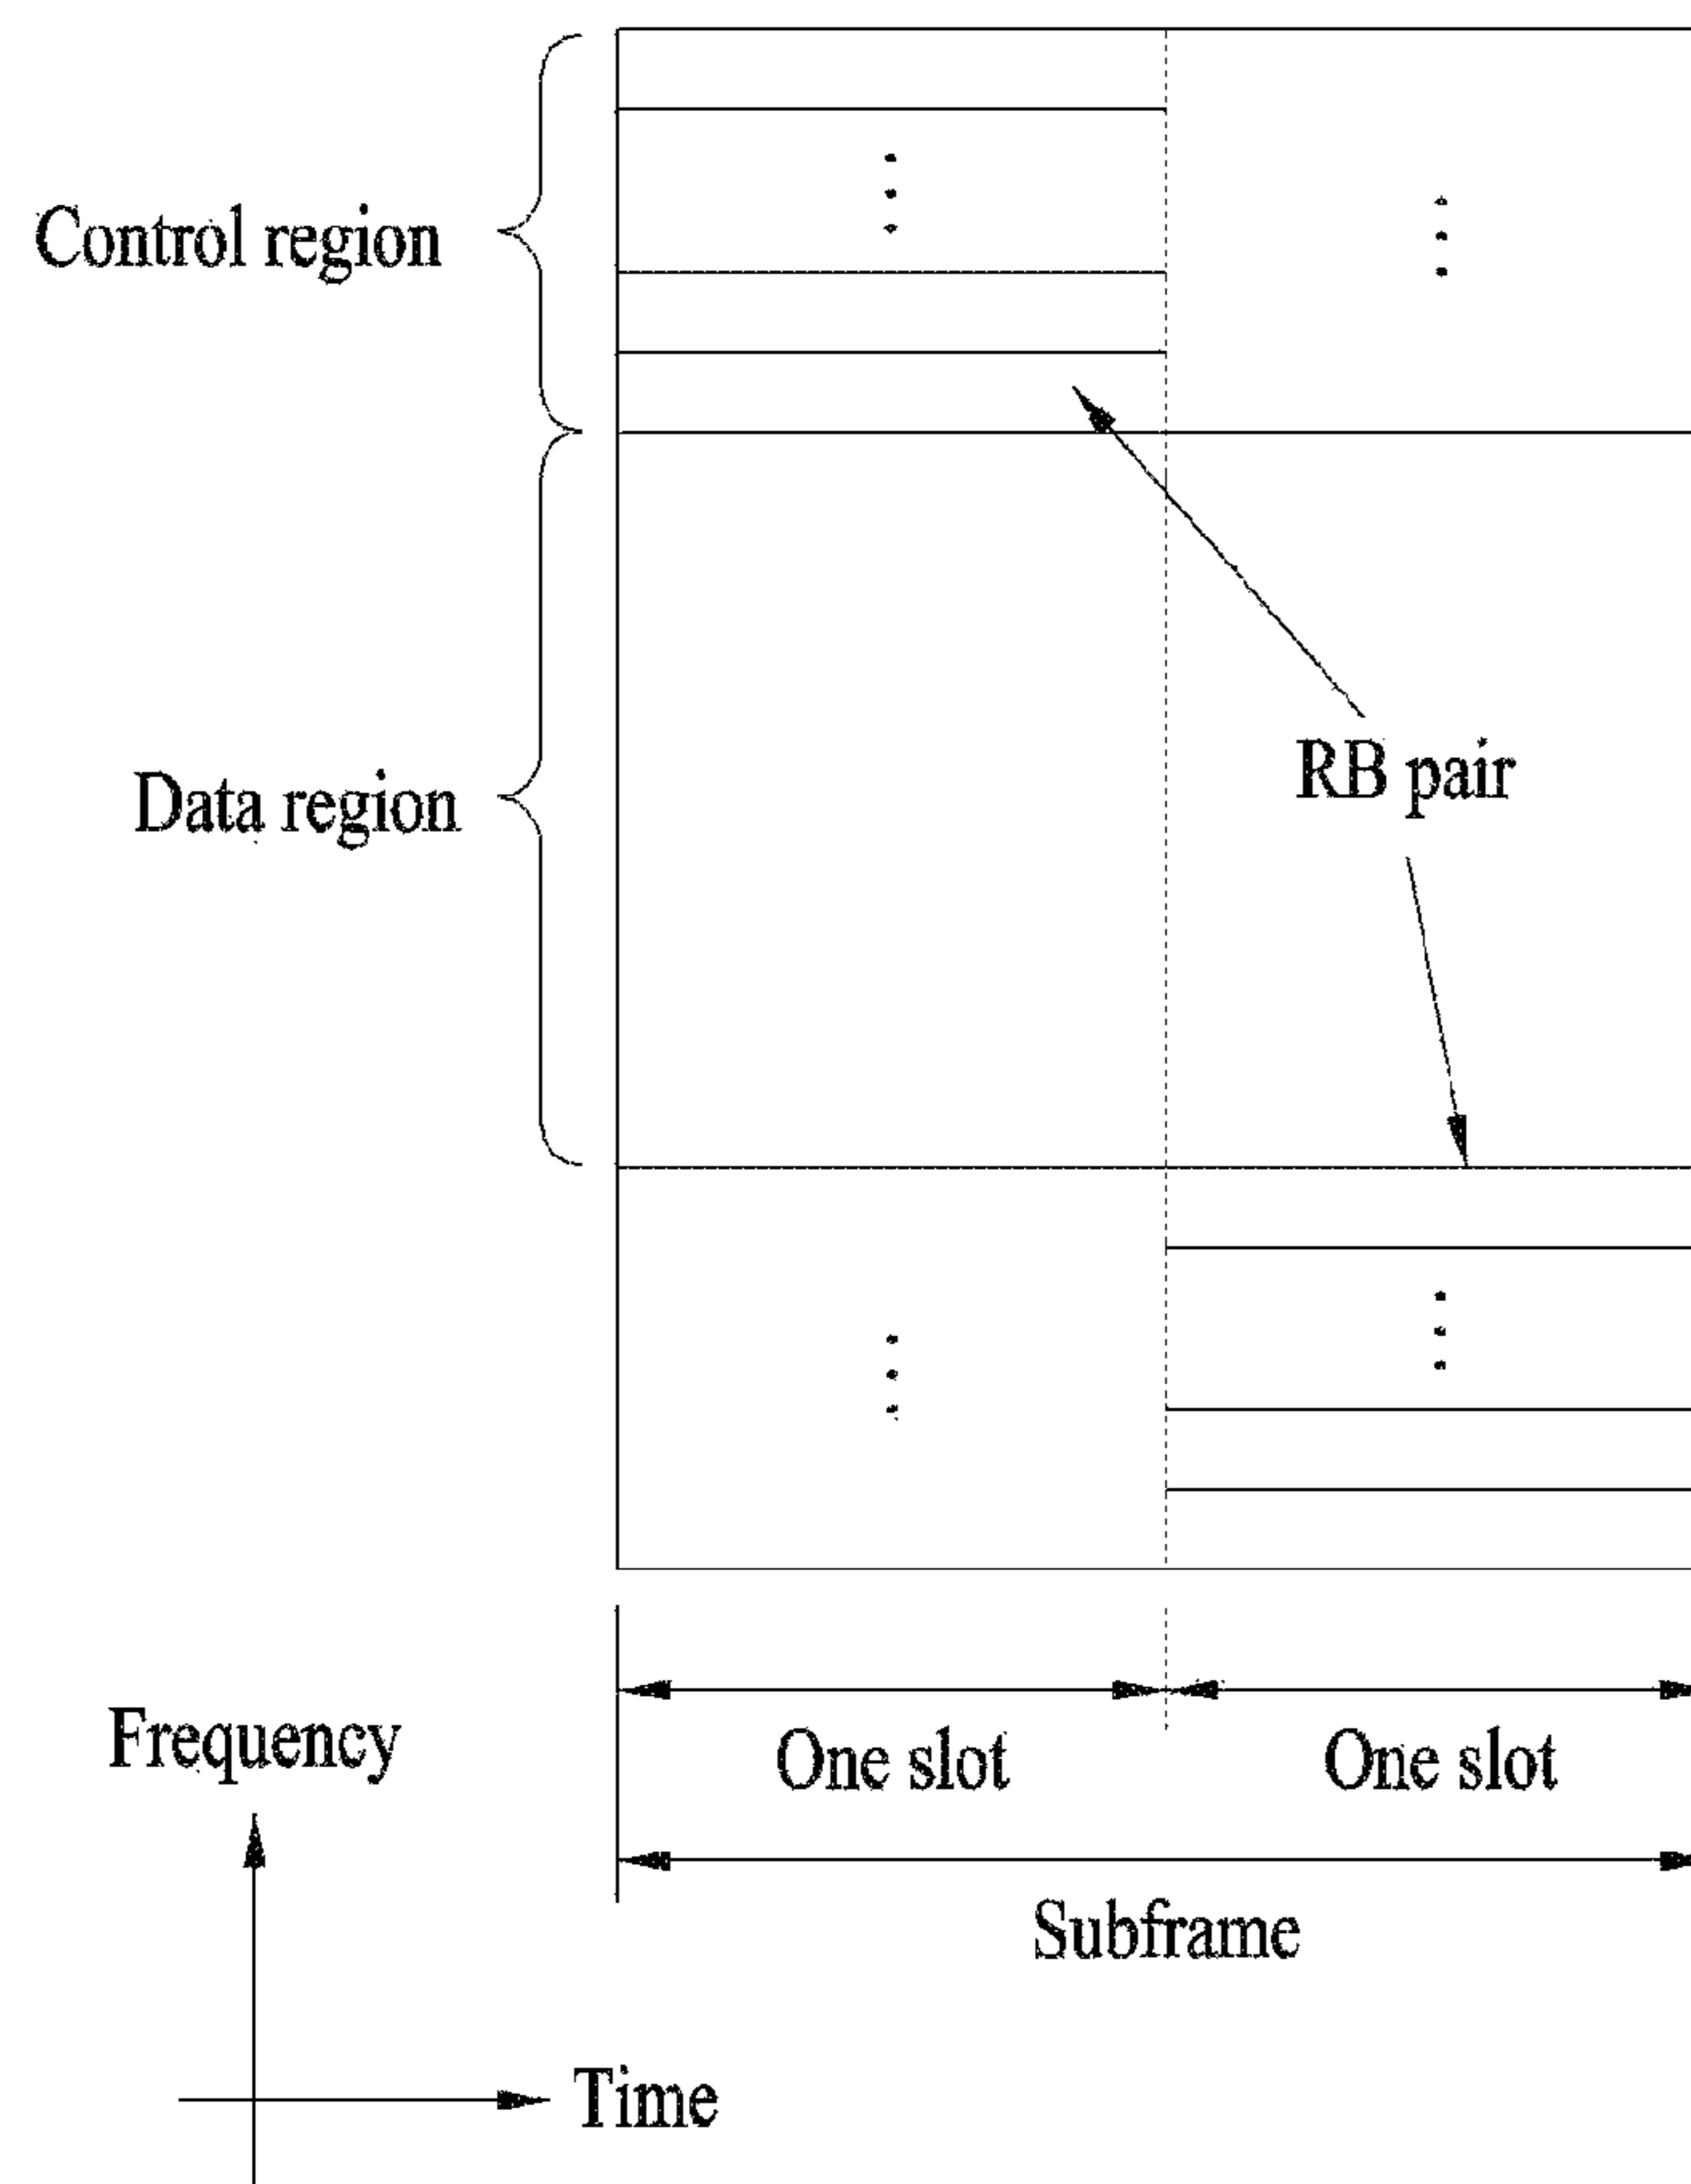 Control region
Data region
RB pair
One slot
One slot
Frequency
Subframe
Time